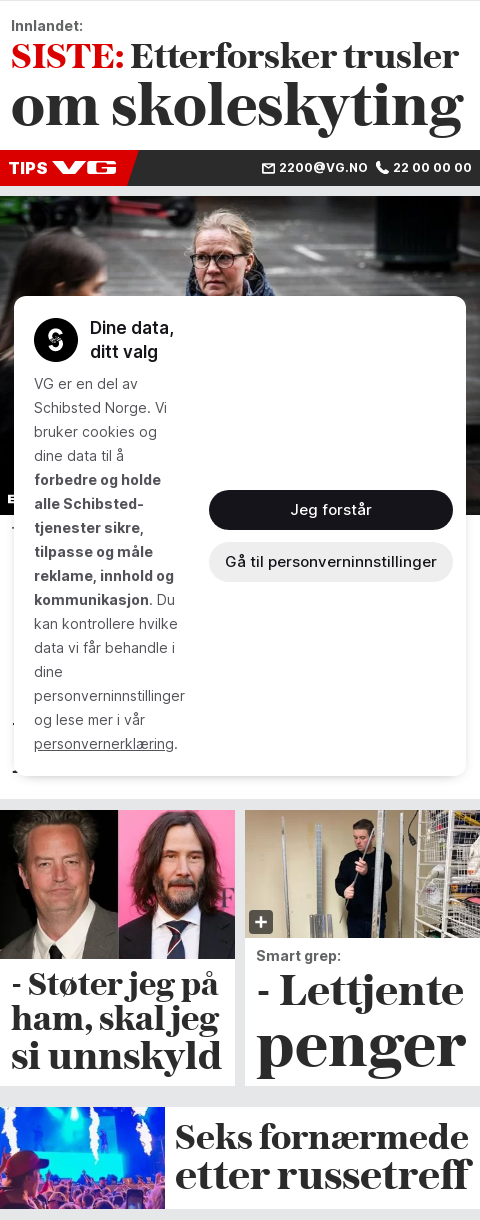 Innlandet:
SISTE: Etterforsker trusler
om skoleskyting
TIPS VG
2200@VG.NO 22 00 00 00
Dine data,
ditt valg
VG er en del av
Schibsted Norge. Vi
bruker cookies og
dine data til å
forbedre og holde
alle Schibsted-
tjenester sikre,
tilpasse og måle
reklame, innhold og
kommunikasjon. Du
kan kontrollere hvilke
data vi får behandle i
dine
personverninnstillinger
og lese mer i vår
personvernerklæring.
Jeg forstår
Gå til personverninnstillinger
- Støter jeg på
ham, skal jeg
si unnskyld
Smart grep:
- Lettjente
penger
Seks fornærmede
etter russetreff